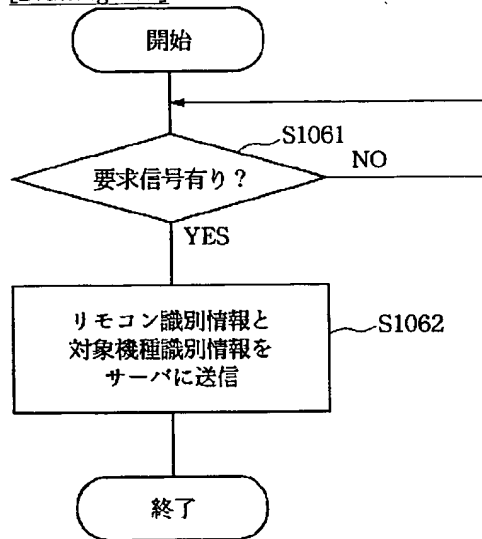 開始
S1061
要求信号有り?
NO
YES
リモコン識別情報と
対象機種識別情報を
サーバに送信
S1062
終了